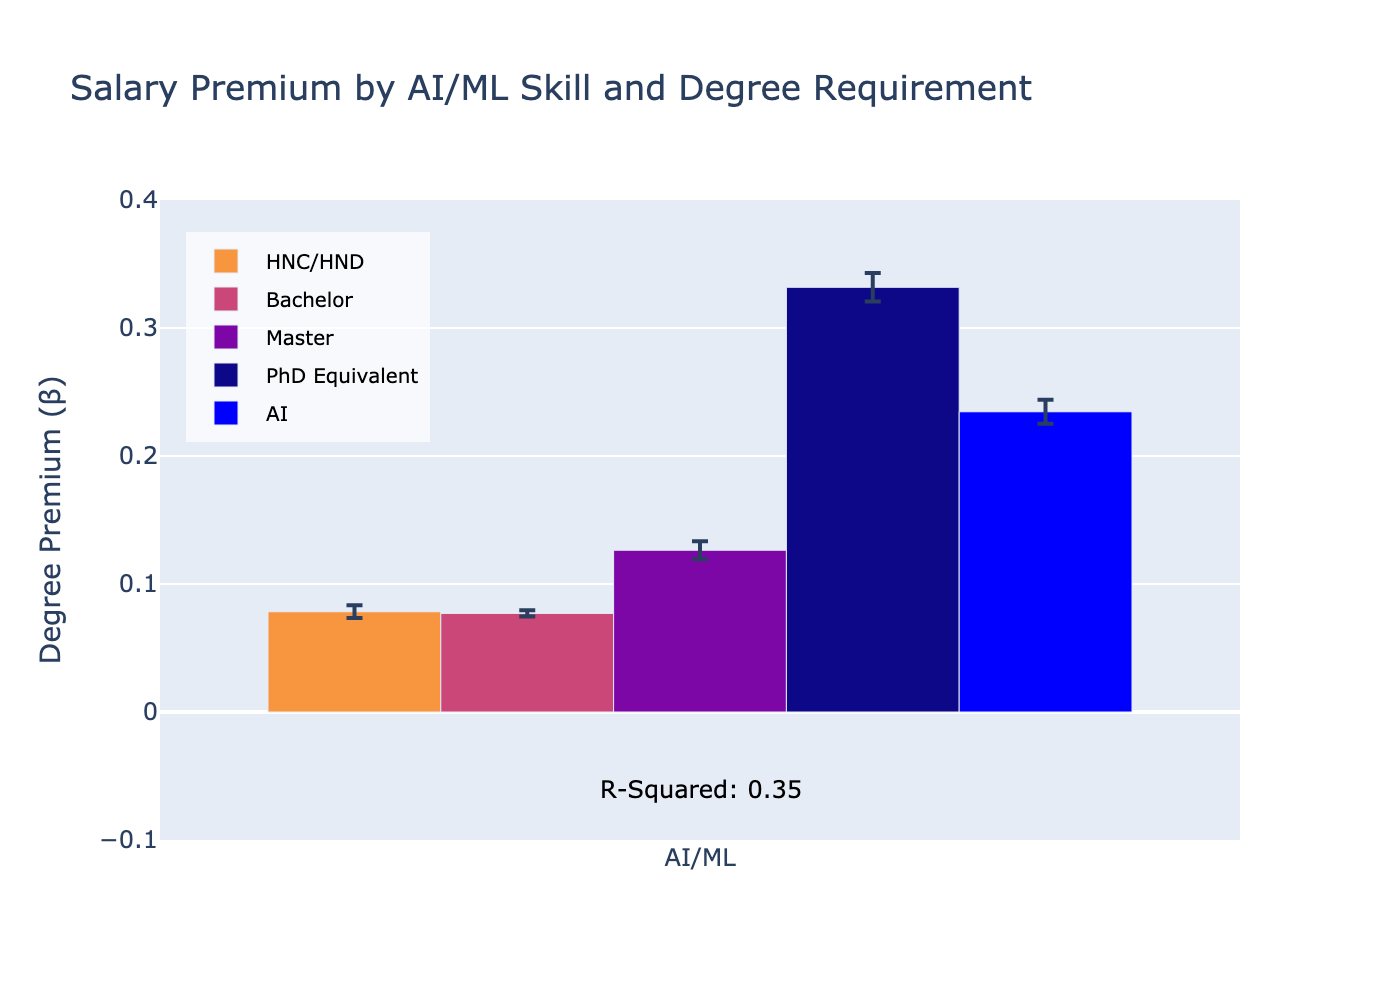 Salary Premium by AI/ML Skill and Degree Requirement
0.4
0.3
0.2
0.1
0
−0.1
Degree Premium (β)
HNC/HND
Bachelor
Master
PhD Equivalent
AI
R-Squared: 0.35
AI/ML